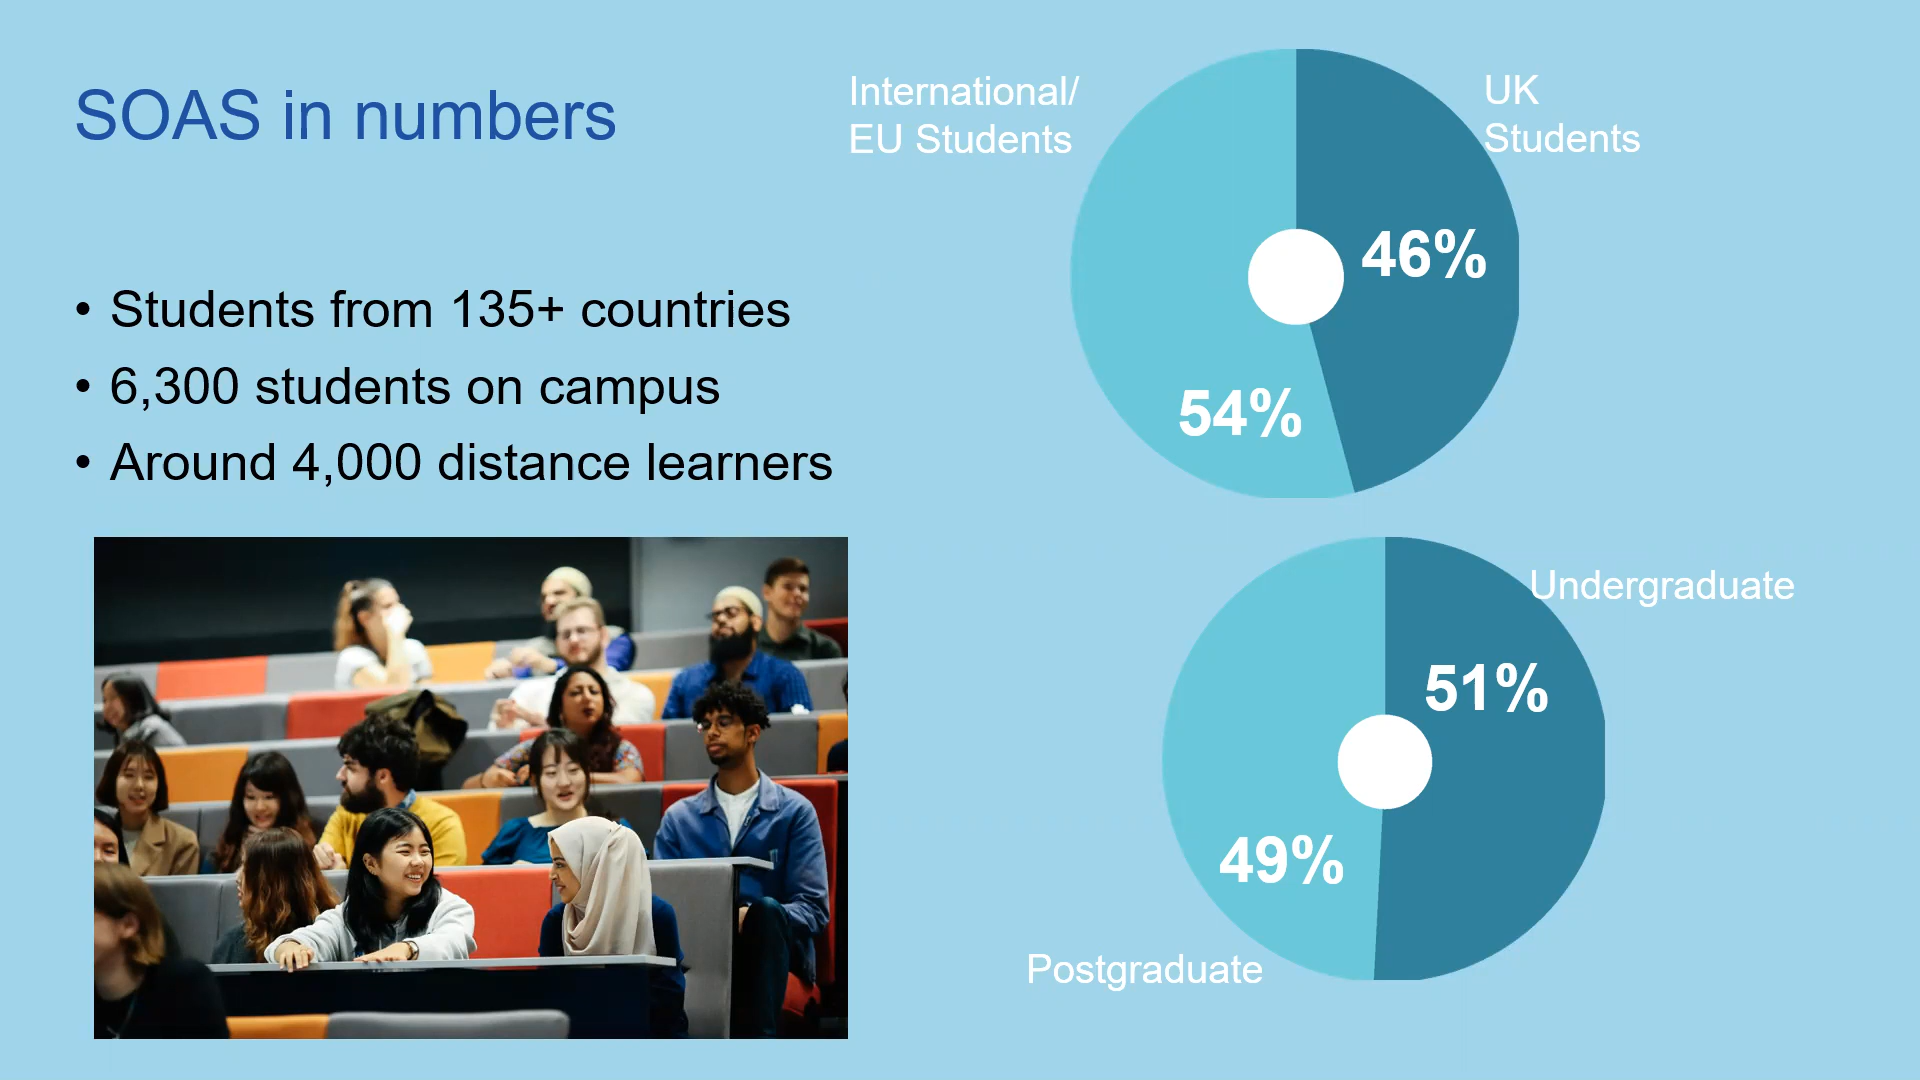 SOAS in numbers
• Students from 135+ countries
• 6,300 students on campus
• Around 4,000 distance learners
International/
EU Students
UK
Students
46%
54%
Undergraduate
51%
49%
Postgraduate